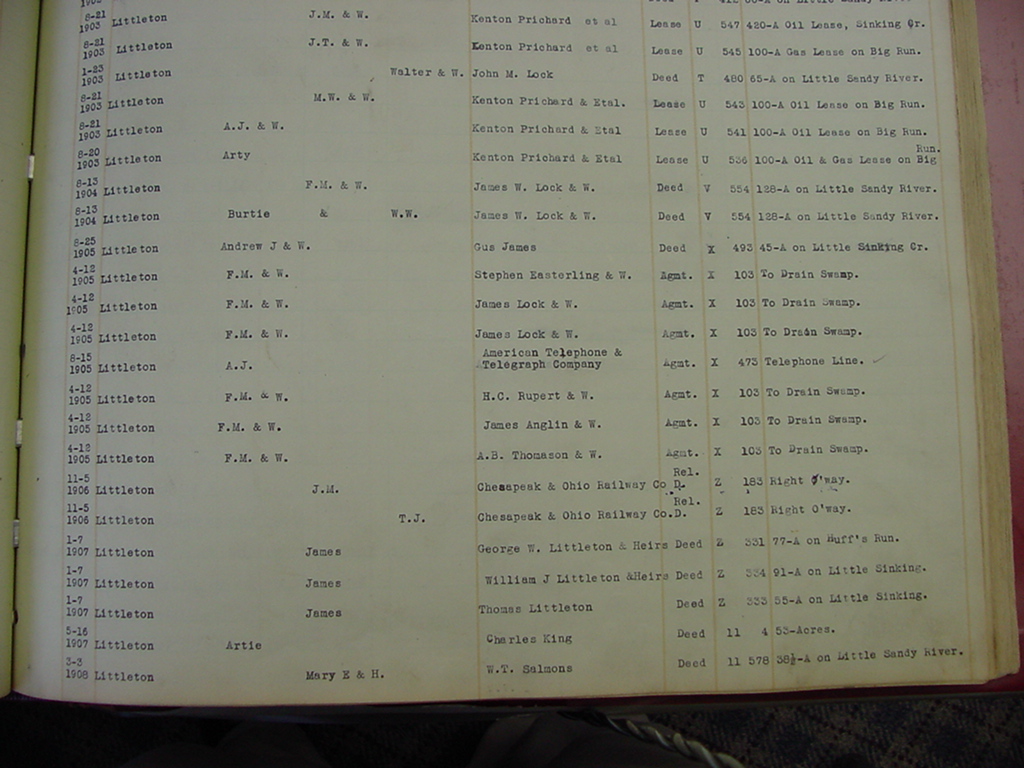 1902
8-21
1903 Littleton J.M. & W. Kenton Prichard et al Lease U 547 420-A Oil Lease, Sinking Cr.
8-21
1903 Littleton J.T. & W. Kenton Prichard et al Lease U 545 100-A Gas Lease on Big Run.
1-23
1903 Littleton Walter & W. John M. Lock Deed T 480 65-A on Little Sandy River.
8-21
1903 Littleton M.W. & W. Kenton Prichard & Etal. Lease U 543 100-A Oil Lease on Big Run.
8-21
1903 Littleton A.J. & W. Kenton Prichard & Etal Lease U 541 100-A Oil Lease on Big Run.
8-20 Run.
1903 Littleton Arty Kenton Prichard & Etal Lease U 536 100-A Oil & Gas Lease on Big
8-13
1904 Littleton F.M. & W. James W. Lock & W. Deed V 554 128-A on Little Sandy River.
8-13
1904 Littleton Burtie & W.W. James W. Lock & W. Deed V 554 128-A on Little Sandy River.
8-25
1905 Littleton Andrew J & W. Gus James Deed X 493 45-A on Little Sinking Cr.
4-12
1905 Littleton F.M. & W. Stephen Easterling & W. Agmt. X 103 To Drain Swamp.
4-12
1905 Littleton F.M. & W. James Lock & W. Agmt. X 103 To Drain Swamp.
4-12
1905 Littleton F.M. & W. James Lock & W. Agmt. X 103 To Drain Swamp.
8-15 American Telephone &
1905 Littleton A.J. Telegraph Company Agmt. X 473 Telephone Line.
4-12
1905 Littleton F.M. & W. H.C. Rupert & W. Agmt. X 103 To Drain Swamp.
4-12
1905 Littleton F.M. & W. James Anglin & W. Agmt. X 103 To Drain Swamp.
4-12
1905 Littleton F.M. & W. A.B. Thomason & W. Agmt. X 103 To Drain Swamp.
11-5 Rel.
1906 Littleton J.M. Chesapeak & Ohio Railway Co D. Z 183 Right O'way.
11-5 Rel.
1906 Littleton T.J. Chesapeak & Ohio Railway Co.D. Z 183 Right O'way.
1-7
1907 Littleton James George W. Littleton & Heirs Deed Z 331 77-A on Huff's Run.
1-7
1907 Littleton James William J Littleton &Heirs Deed Z 334 91-A on Little Sinking.
1-7
1907 Littleton James Thomas Littleton Deed Z 333 55-A on Little Sinking.
5-16
1907 Littleton Artie Charles King Deed 11 4 53-Acres.
3-3
1908 Littleton Mary E & H. W.T. Salmons Deed 11 578 38½-A on Little Sandy River.